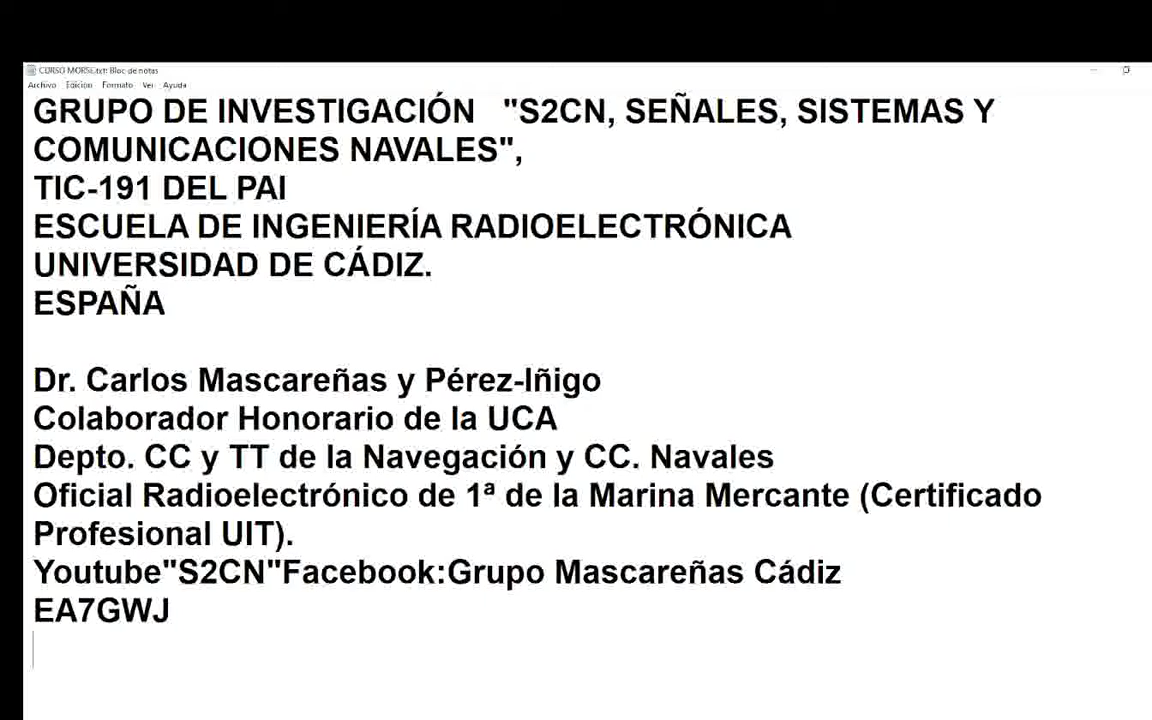 CURSO MORSE.txt: Bloc de notas
Archivo Edición Formato Ver Ayuda
GRUPO DE INVESTIGACIÓN "S2CN, SEÑALES, SISTEMAS Y
COMUNICACIONES NAVALES",
TIC-191 DEL PAI
ESCUELA DE INGENIERÍA RADIOELECTRÓNICA
UNIVERSIDAD DE CÁDIZ.
ESPAÑA
Dr. Carlos Mascareñas y Pérez-Iñigo
Colaborador Honorario de la UCA
Depto. CC y TT de la Navegación y CC. Navales
Oficial Radioelectrónico de 1ª de la Marina Mercante (Certificado
Profesional UIT).
Youtube"S2CN"Facebook:Grupo Mascareñas Cádiz
EA7GWJ